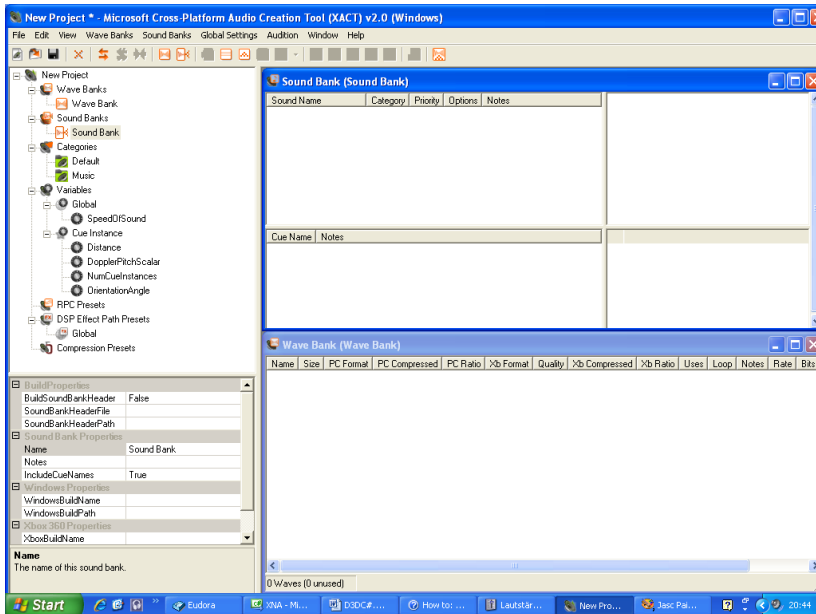 New Project * - Microsoft Cross-Platform Audio Creation Tool (XACT) v2.0 (Windows)
File Edit View Wave Banks Sound Banks Global Settings Audition Window Help
New Project
Wave Banks
Wave Bank
Sound Banks
Sound Bank
Categories
Default
Music
Variables
Global
SpeedOfSound
Cue Instance
Distance
DopplerPitchScalar
NumCueInstances
OrientationAngle
RPC Presets
DSP Effect Path Presets
Global
Compression Presets
BuildProperties
BuildSoundBankHeader False
SoundBankHeaderFile
SoundBankHeaderPath
Sound Bank Properties
Name Sound Bank
Notes
IncludeCueNames True
Windows Properties
WindowsBuildName
WindowsBuildPath
Xbox 360 Properties
XboxBuildName
Name
The name of this sound bank.
Sound Bank (Sound Bank)
Sound Name Category Priority Options Notes
Cue Name Notes
Wave Bank (Wave Bank)
Name Size PC Format PC Compressed PC Ratio Xb Format Quality Xb Compressed Xb Ratio Uses Loop Notes Rate Bits
0 Waves (0 unused)
Start Eudora XNA - Mi... D3DC#.... How to: ... Lautstär... New Pro... Jasc Pai... 20:44